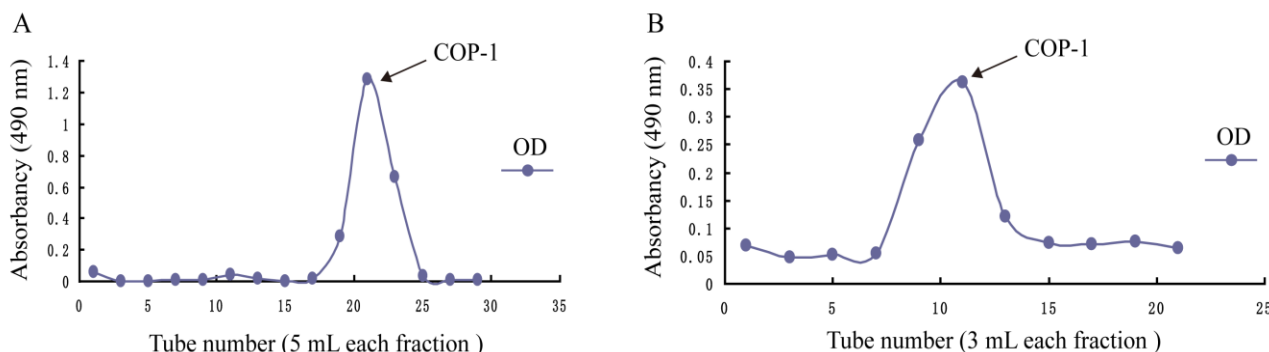 A
COP-1
1.4
1.2
1
0.8
0.6
0.4
0.2
0
Absorbancy (490 nm)
OD
0 5 10 15 20 25 30 35
Tube number (5 mL each fraction )
B
COP-1
0.4
0.35
0.3
0.25
0.2
0.15
0.1
0.05
0
Absorbancy (490 nm)
OD
0 5 10 15 20 25
Tube number (3 mL each fraction )